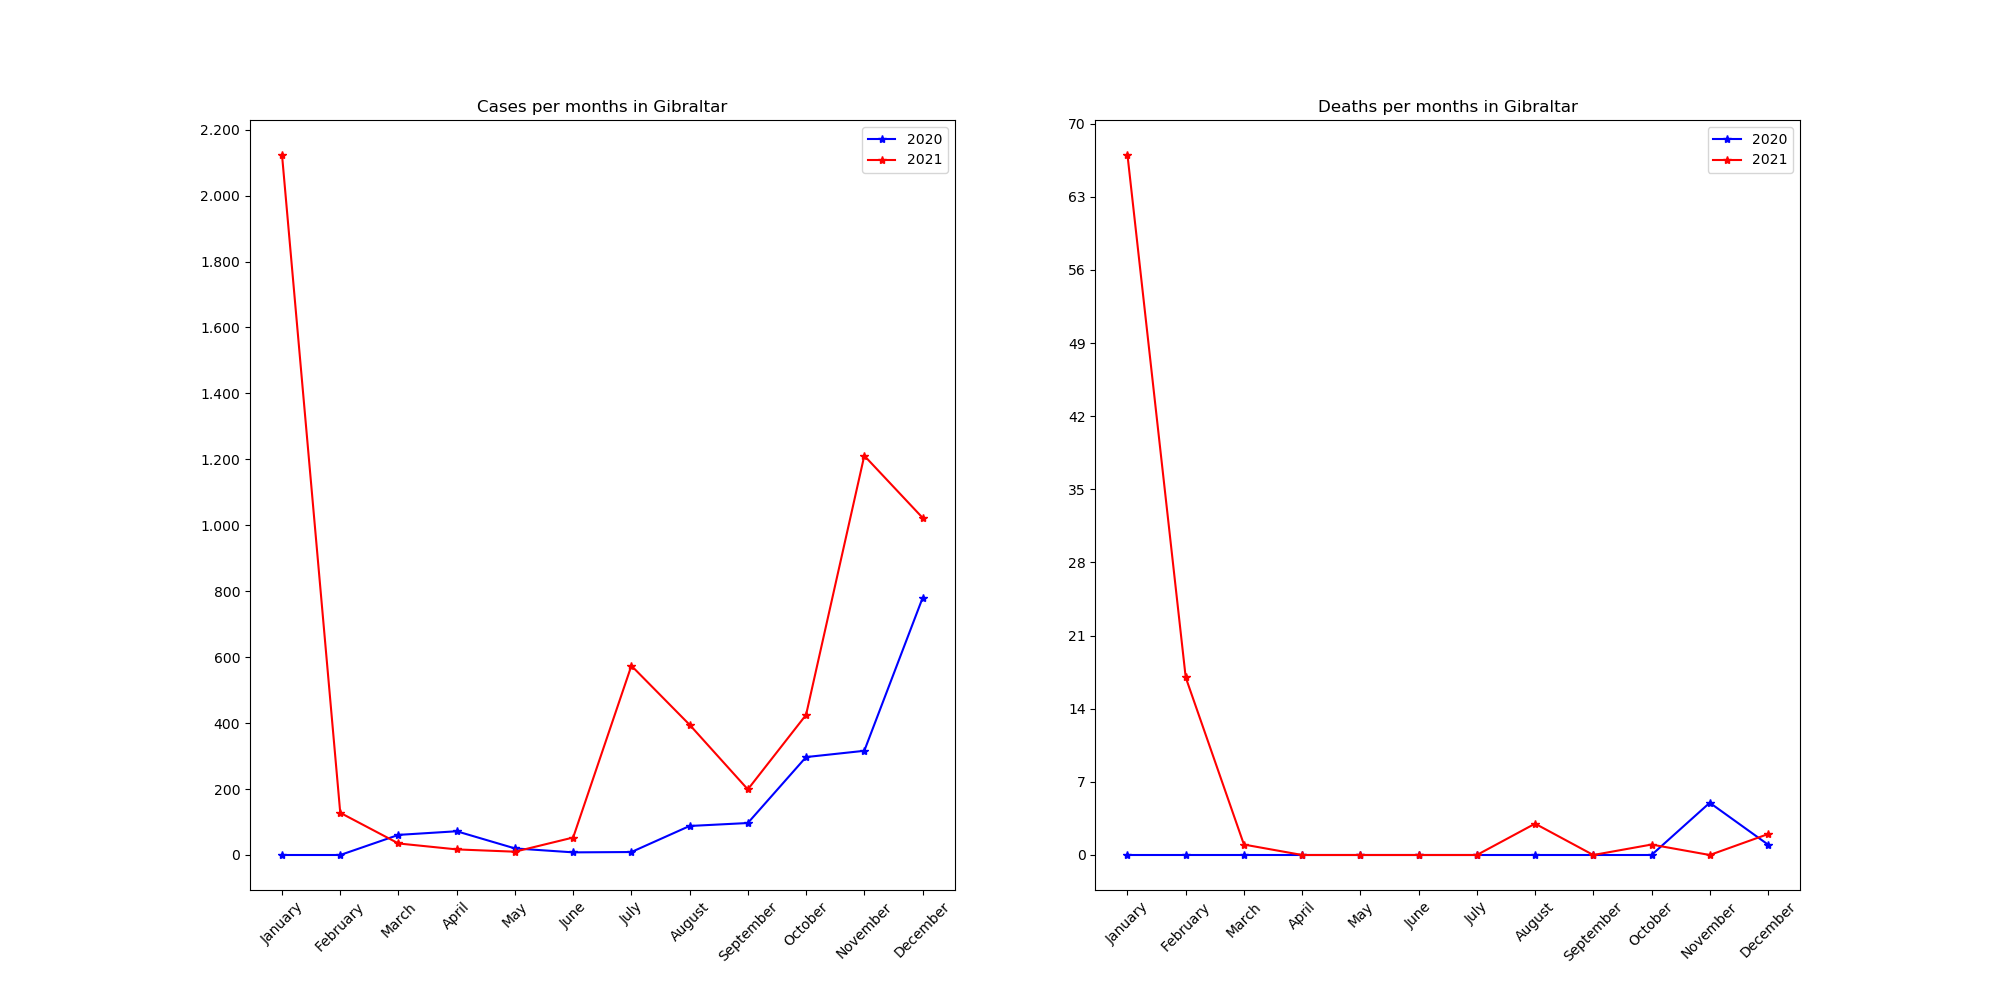 Cases per months in Gibraltar
2.200
2.000
1.800
1.600
1.400
1.200
1.000
800
600
400
200
0
January
February
March
April
May
June
July
August
September
October
November
December
2020
2021
Deaths per months in Gibraltar
70
63
56
49
42
35
28
21
14
7
0
January
February
March
April
May
June
July
August
September
October
November
December
2020
2021